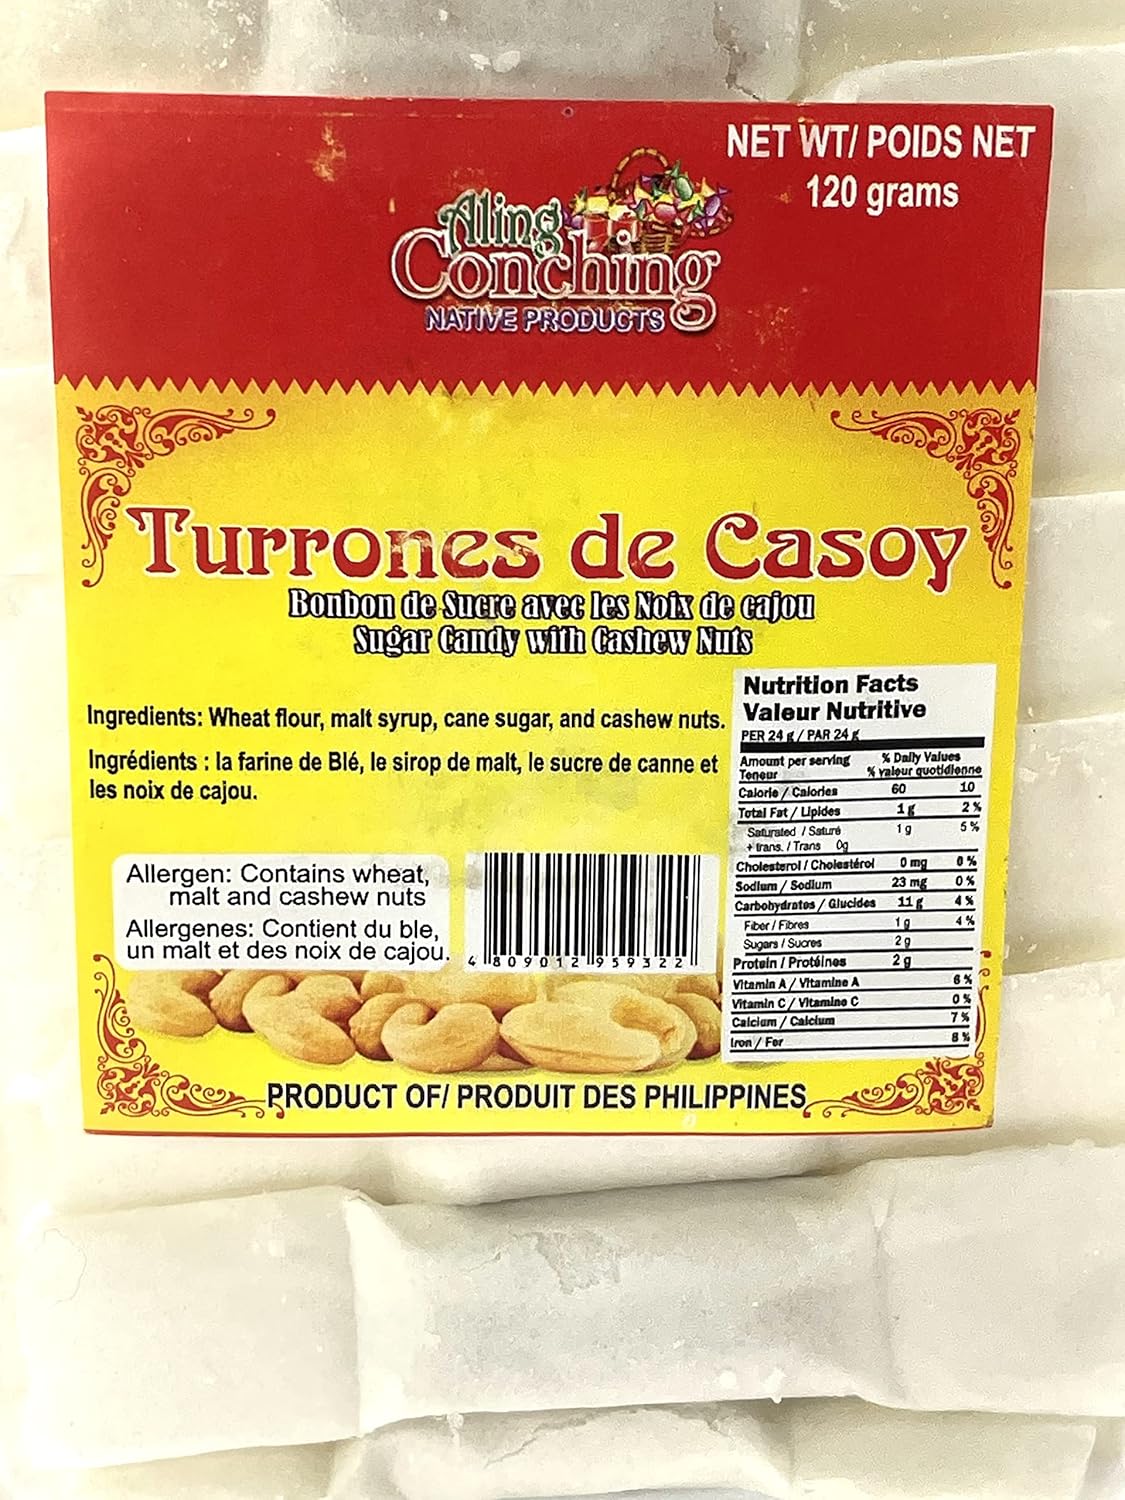 NET WT/ POIDS NET
120 grams
Aling
Conching
NATIVE PRODUCTS
Turrones de Casoy
Bonbon de Sucre avec les Noix de cajou
Sugar Candy with Cashew Nuts
Ingredients: Wheat flour, malt syrup, cane sugar, and cashew nuts.
Ingrédients : la farine de Blé, le sirop de malt, le sucre de canne et
les noix de cajou.
Allergen: Contains wheat,
malt and cashew nuts
Allergenes: Contient du ble,
un malt et des noix de cajou.
4 809012 959322
Nutrition Facts
Valeur Nutritive
PER 24 g / PAR 24 g
Amount per serving % Daily Values
Teneur % valeur quotidienne
Calorie / Calories 60 10
Total Fat / Lipides 1 g 2 %
Saturated / Saturé 1 g 5 %
+ trans. / Trans 0g
Cholesterol / Cholestérol 0 mg 0 %
Sodium / Sodium 23 mg 0 %
Carbohydrates / Glucides 11 g 4 %
Fiber / Fibres 1 g 4 %
Sugars / Sucres 2 g
Protein / Protéines 2 g
Vitamin A / Vitamine A 6 %
Vitamin C / Vitamine C 0 %
Calcium / Calcium 7 %
Iron / Fer 8 %
PRODUCT OF/ PRODUIT DES PHILIPPINES